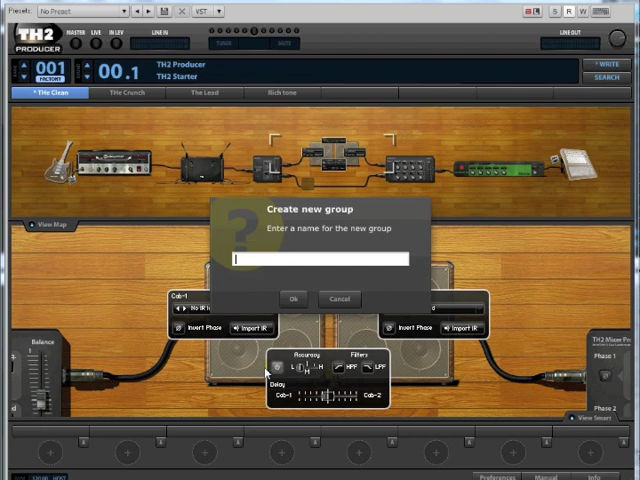 Presets: No Preset VST S R W
TH2
PRODUCER
MASTER LIVE IN LEV LINE IN
TUNER MUTE
LINE OUT
001
FACTORY
00.1
TH2 Producer
TH2 Starter
* WRITE
SEARCH
* THe Clean THe Crunch The Lead Rich tone
View Map
Create new group
Enter a name for the new group
Ok Cancel
Cab-1
Invert Phase Import IR
Invert Phase Import IR
Balance
Accuracy Filters
L M H HPF LPF
Delay
Cab-1 Cab-2
Phase 1
Phase 2
View Smart
Preferences Manual Info